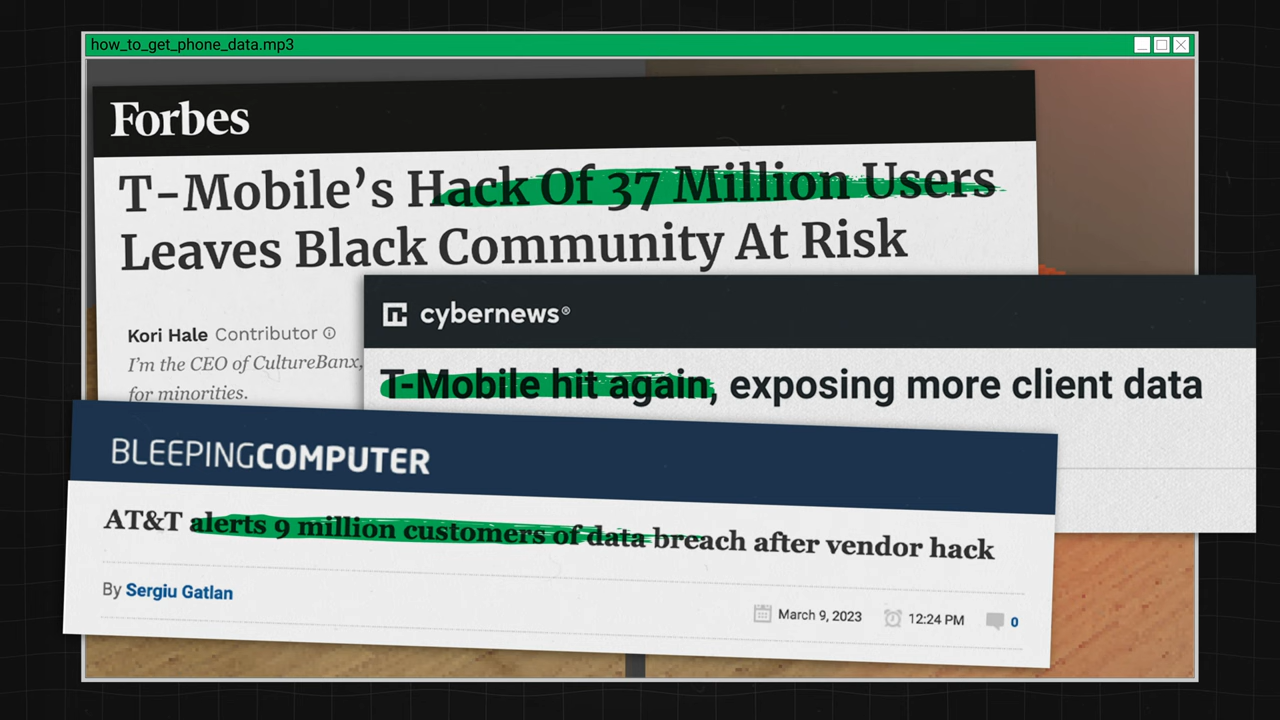 how_to_get_phone_data.mp3
Forbes
T-Mobile's Hack Of 37 Million Users
Leaves Black Community At Risk
Kori Hale Contributor
I'm the CEO of CultureBanx,
for minorities.
cybernews®
T-Mobile hit again, exposing more client data
BLEEPINGCOMPUTER
AT&T alerts 9 million customers of data breach after vendor hack
By Sergiu Gatlan
March 9, 2023 12:24 PM 0